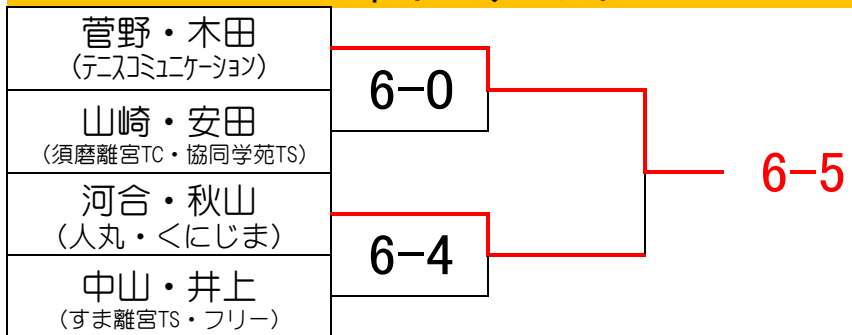 菅野・木田
(テニスコミュニケーション)
6-0
山崎・安田
(須磨離宮TC・協同学苑TS)
6-5
河合・秋山
(人丸・くにじま)
6-4
中山・井上
(すま離宮TS・フリー)